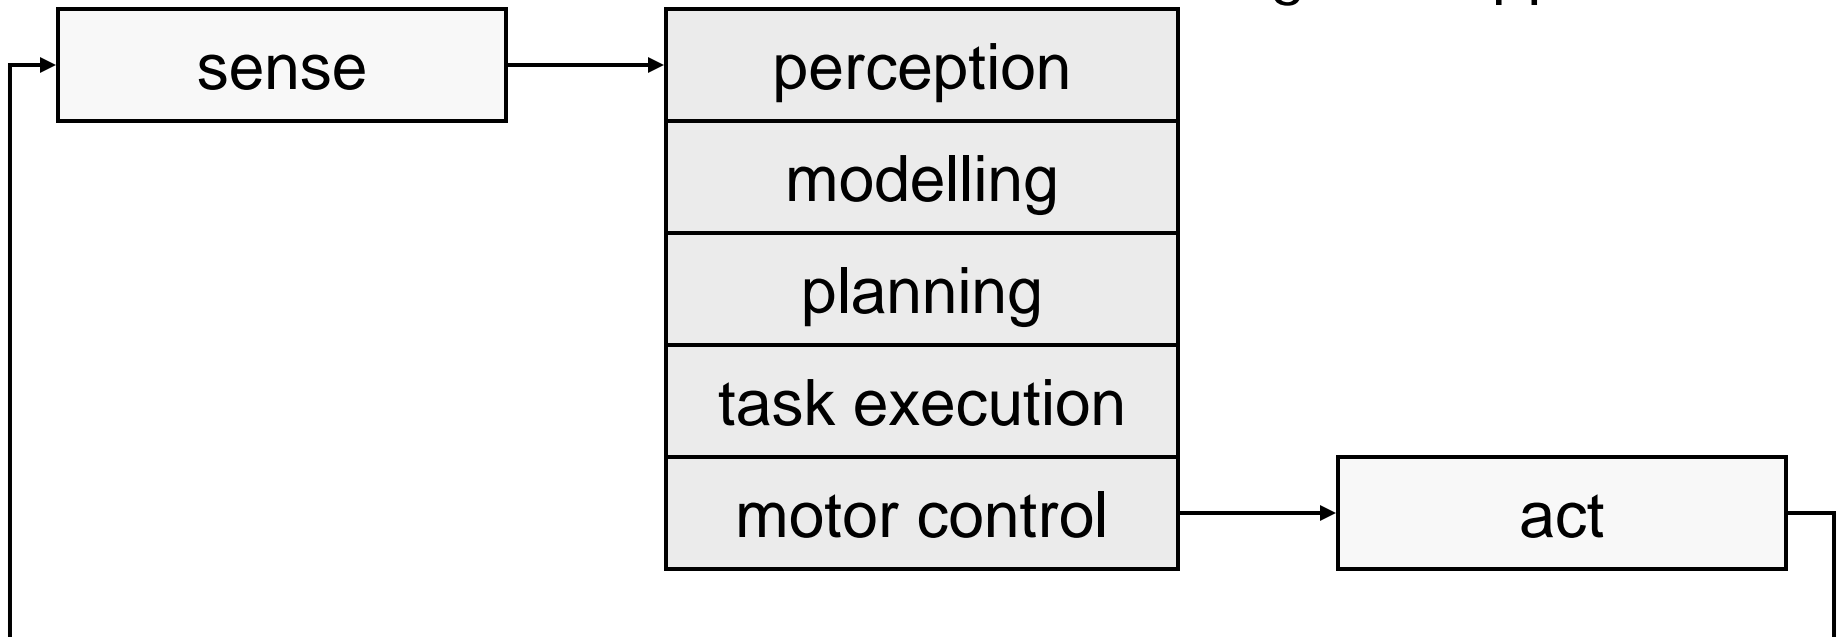 sense
perception
modelling
planning
task execution
motor control
act